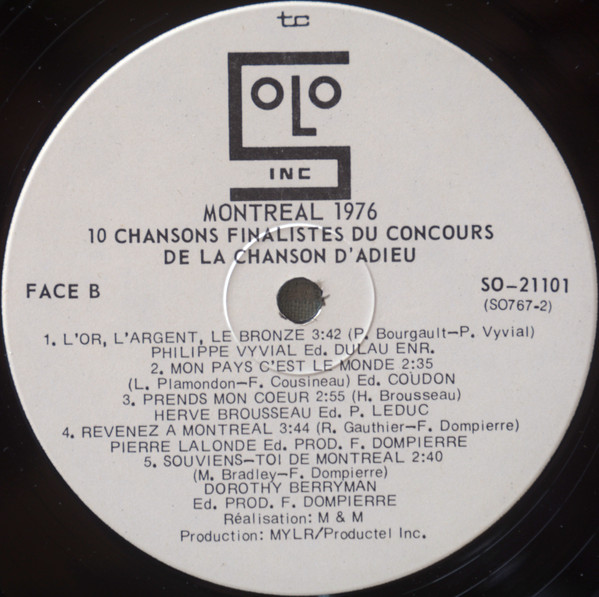 tc
SOLO
INC
MONTREAL 1976
10 CHANSONS FINALISTES DU CONCOURS
DE LA CHANSON D'ADIEU
FACE B
SO-21101
(SO767-2)
1. L'OR, L'ARGENT, LE BRONZE 3:42 (P. Bourgault-P. Vyvial)
PHILIPPE VYVIAL Ed. DULAU ENR.
2. MON PAYS C'EST LE MONDE 2:35
(L. Plamondon-F. Cousineau) Ed. COUDON
3. PRENDS MON COEUR 2:55 (H. Brousseau)
HERVE BROUSSEAU Ed. P. LEDUC
4. REVENEZ A MONTREAL 3:44 (R. Gauthier-F. Dompierre)
PIERRE LALONDE Ed. PROD. F. DOMPIERRE
5. SOUVIENS-TOI DE MONTREAL 2:40
(M. Bradley-F. Dompierre)
DOROTHY BERRYMAN
Ed. PROD. F. DOMPIERRE
Réalisation: M & M
Production: MYLR/Productel Inc.